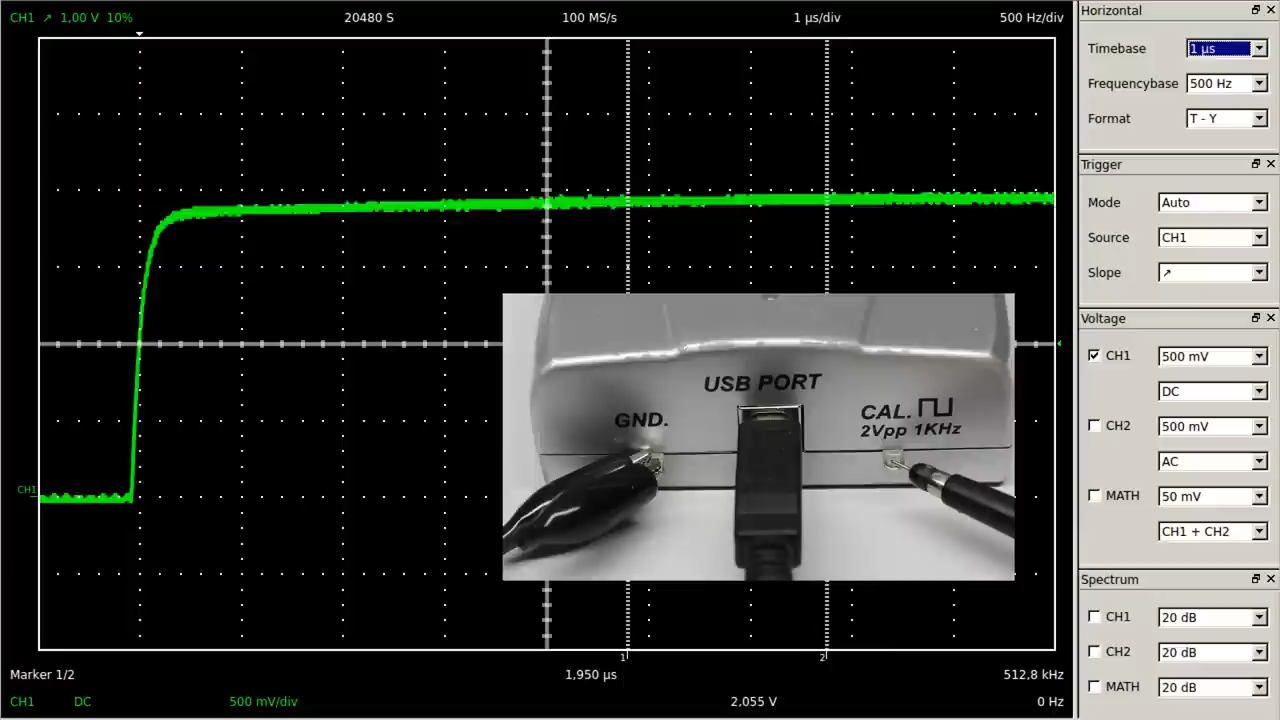 CH1 ↗ 1,00 V 10% 20480 S 100 MS/s 1 µs/div 500 Hz/div
CH1
USB PORT
GND.
CAL.
2Vpp 1KHz
1 2
Marker 1/2 1,950 µs 512,8 kHz
CH1 DC 500 mV/div 2,055 V 0 Hz
Horizontal
Timebase 1 µs
Frequencybase 500 Hz
Format T - Y
Trigger
Mode Auto
Source CH1
Slope ↗
Voltage
CH1 500 mV
DC
CH2 500 mV
AC
MATH 50 mV
CH1 + CH2
Spectrum
CH1 20 dB
CH2 20 dB
MATH 20 dB